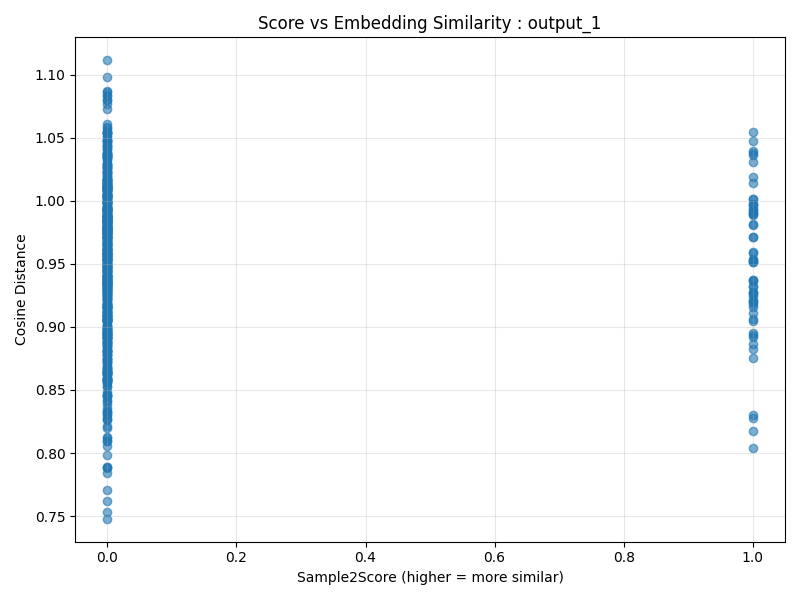 Score vs Embedding Similarity : output_1
Cosine Distance
1.10
1.05
1.00
0.95
0.90
0.85
0.80
0.75
0.0 0.2 0.4 0.6 0.8 1.0
Sample2Score (higher = more similar)